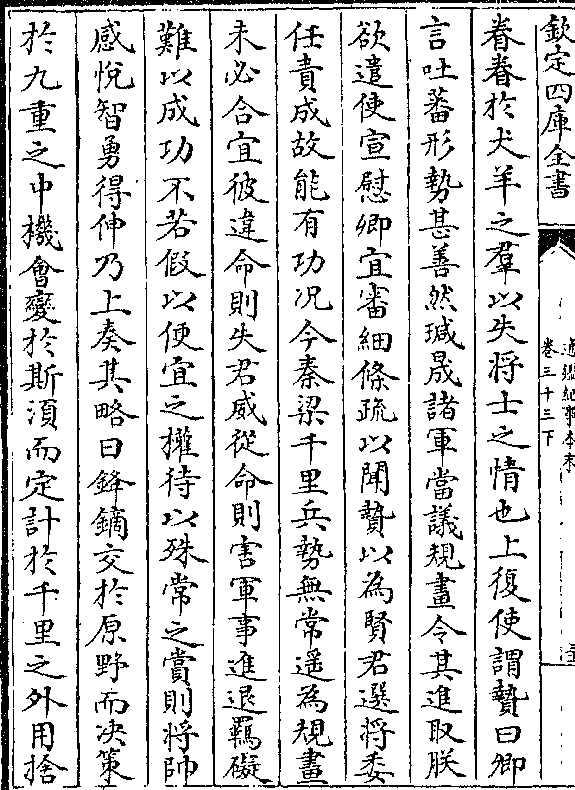 欽定四庫全書
通鑑紀事本末
卷三十三下
眷眷於犬羊之羣以失將士之情也上復使謂贄曰卿
言吐蕃形勢甚善然瑊晟諸軍當議規畫令其進取朕
欲遣使宣慰卿宜審細條疏以聞贄以為賢君選將委
任責成故能有功况今秦梁千里兵勢無常遥為規畫
未必合宜彼違命則失君威從命則害軍事進退羈礙
難以成功不若假以便宜之權待以殊常之賞則將帥
感悅智勇得伸乃上奏其略曰鋒鏑交於原野而決策
於九重之中機會變於斯須而定計於千里之外用捨